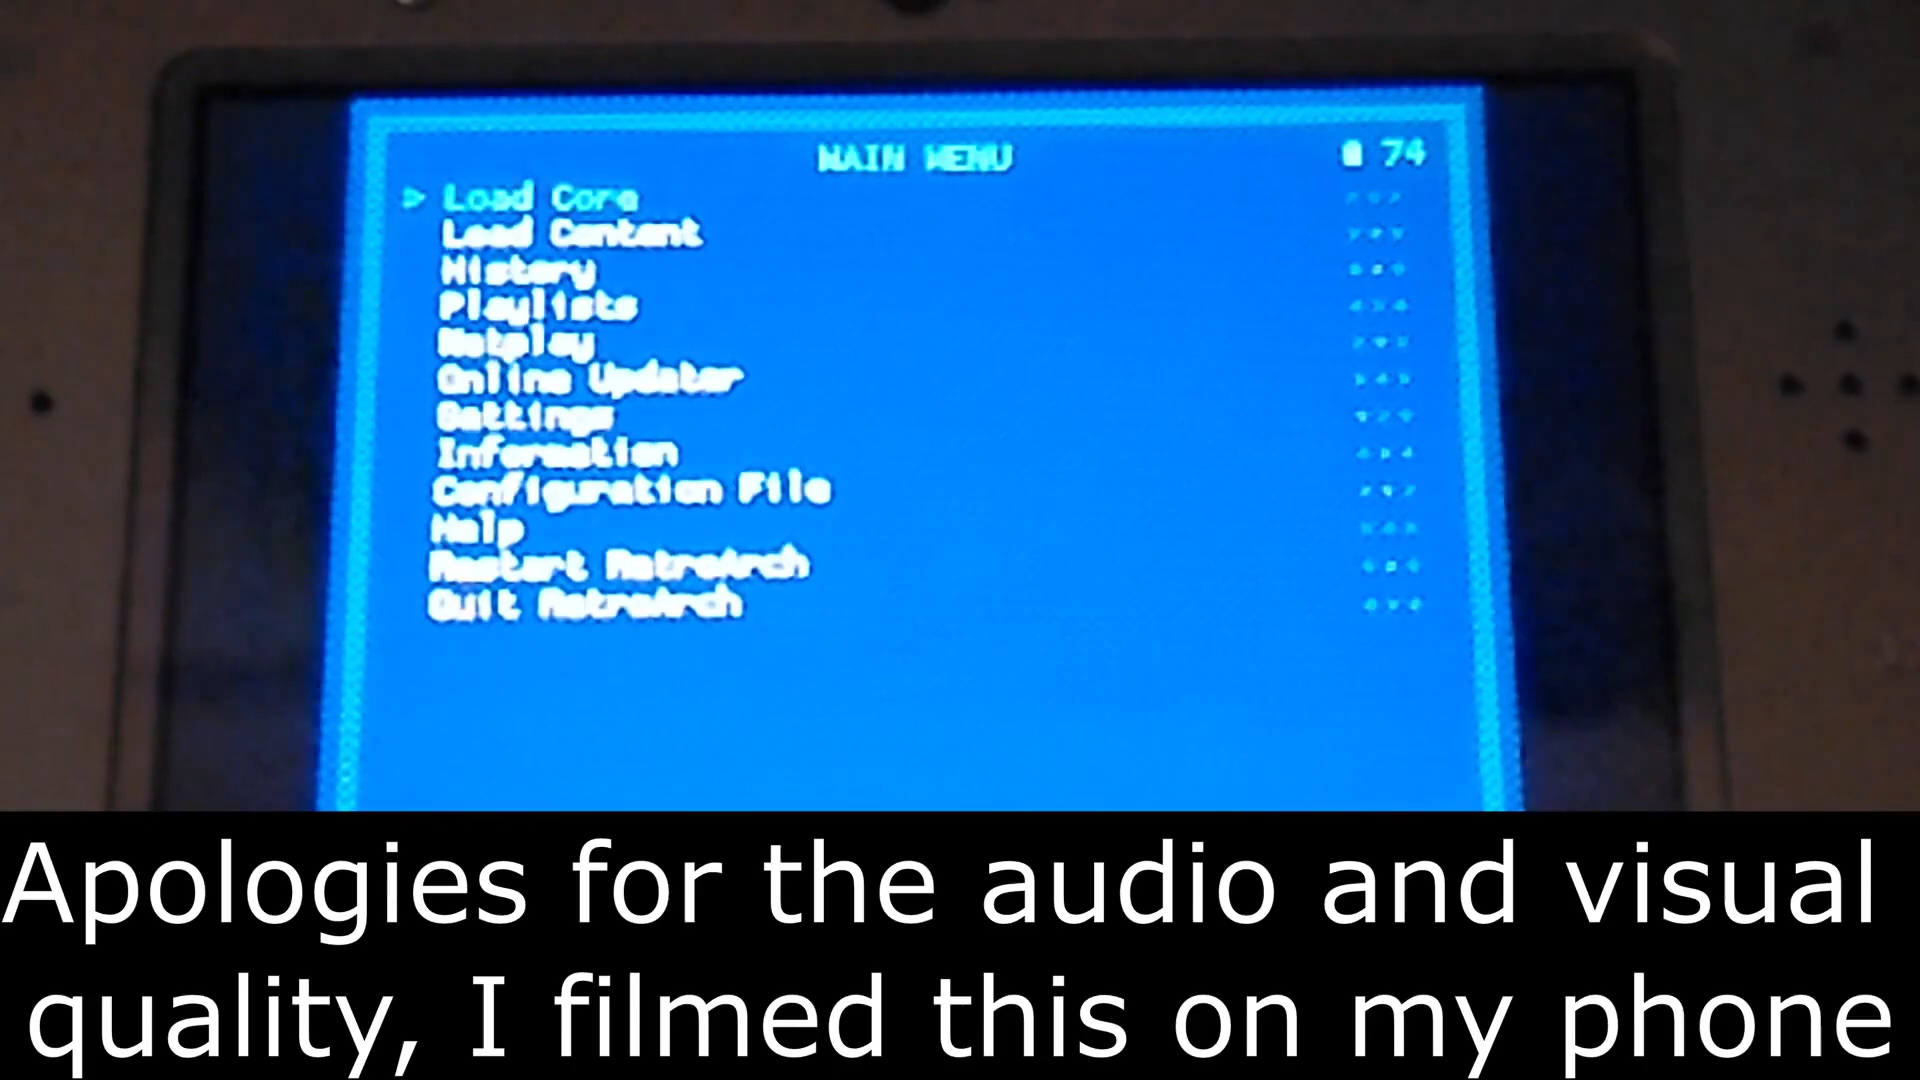 MAIN MENU 74
Load Core ...
Load Content ...
History ...
Playlists ...
Netplay ...
Online Updater ...
Settings ...
Information ...
Configuration File ...
Help ...
Restart RetroArch ...
Quit RetroArch ...
Apologies for the audio and visual
quality, I filmed this on my phone